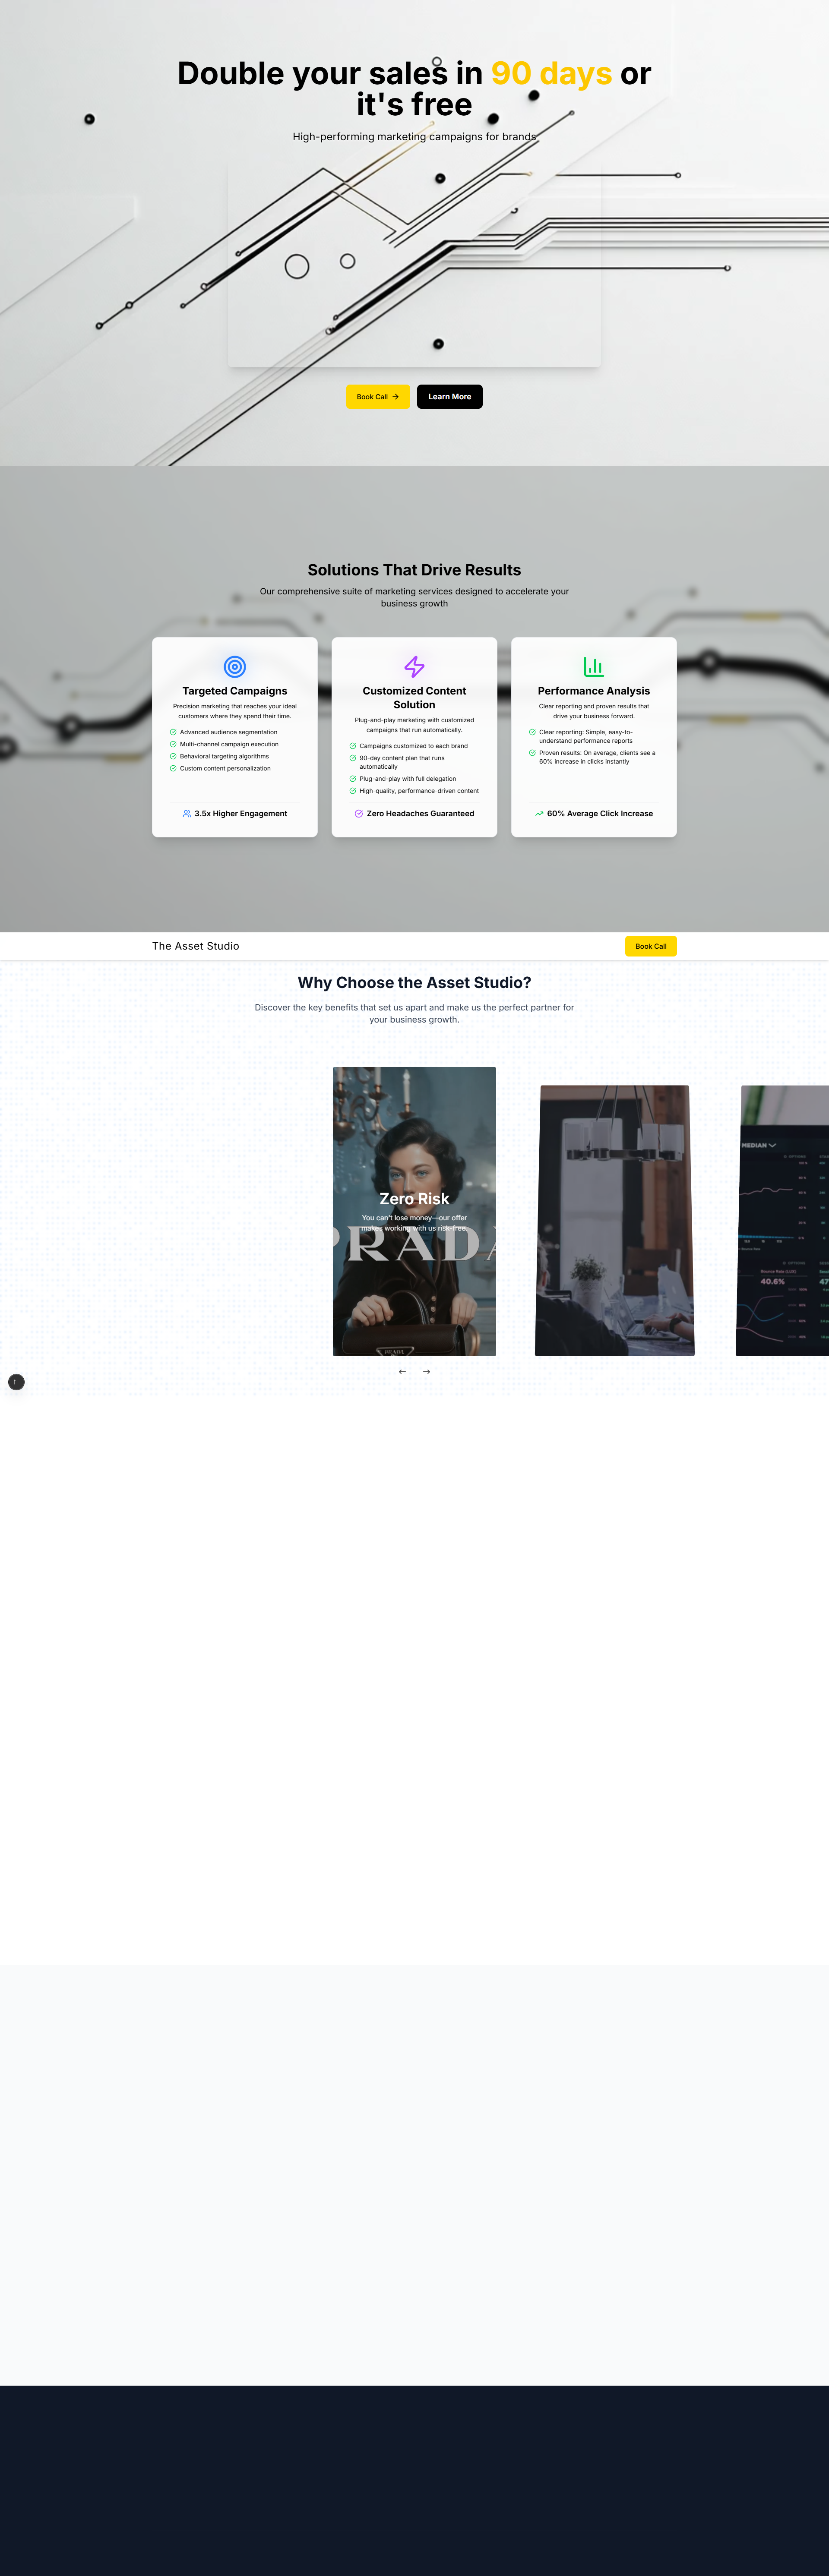 Double your sales in 90 days or
it's free
High-performing marketing campaigns for brands
Book Call
Learn More
Solutions That Drive Results
Our comprehensive suite of marketing services designed to accelerate your
business growth
Targeted Campaigns
Precision marketing that reaches your ideal
customers where they spend their time.
Advanced audience segmentation
Multi-channel campaign execution
Behavioral targeting algorithms
Custom content personalization
3.5x Higher Engagement
Customized Content
Solution
Plug-and-play marketing with customized
campaigns that run automatically.
Campaigns customized to each brand
90-day content plan that runs
automatically
Plug-and-play with full delegation
High-quality, performance-driven content
Zero Headaches Guaranteed
Performance Analysis
Clear reporting and proven results that
drive your business forward.
Clear reporting: Simple, easy-to-
understand performance reports
Proven results: On average, clients see a
60% increase in clicks instantly
60% Average Click Increase
The Asset Studio
Book Call
Why Choose the Asset Studio?
Discover the key benefits that set us apart and make us the perfect partner for
your business growth.
Zero Risk
You can't lose money—our offer
makes working with us risk-free.
PRADA
PRADA
MEDIAN
OPTIONS
OPTIONS
Bounce Rate (LUX)
40.6%